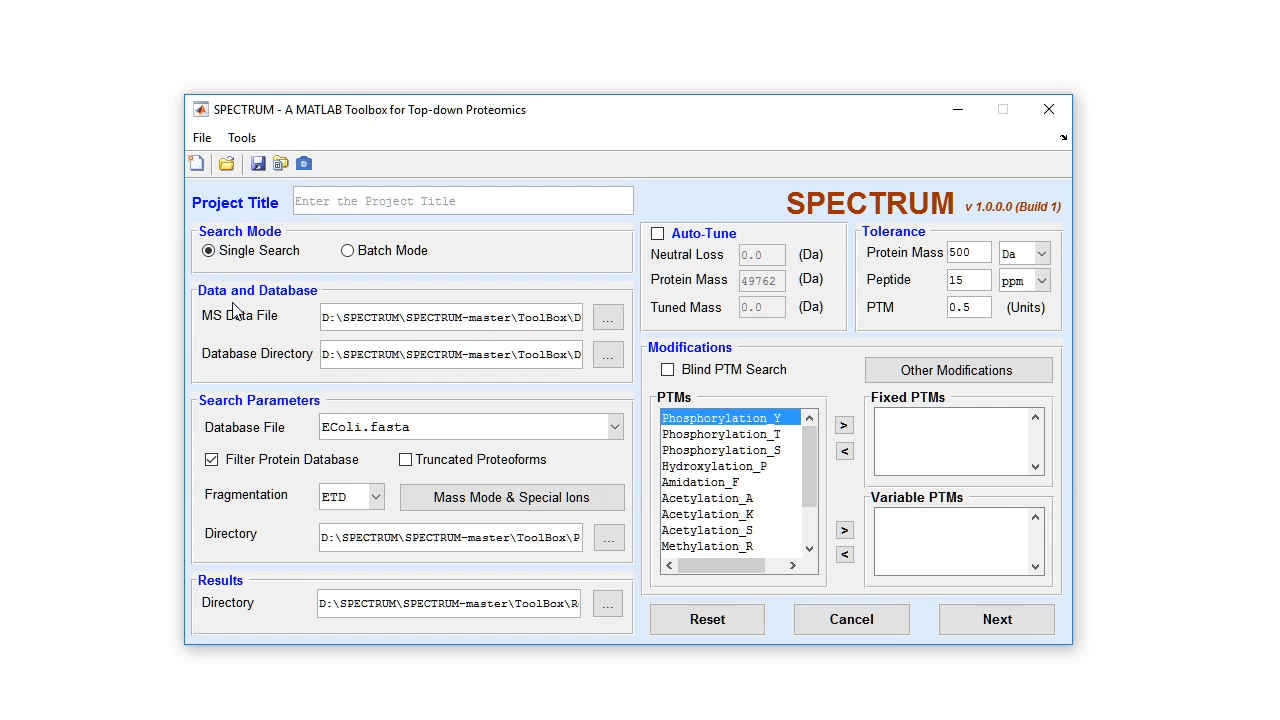 SPECTRUM - A MATLAB Toolbox for Top-down Proteomics
File Tools
Project Title Enter the Project Title
SPECTRUM v 1.0.0.0 (Build 1)
Search Mode
Single Search Batch Mode
Data and Database
MS Data File D:\SPECTRUM\SPECTRUM-master\ToolBox\D ...
Database Directory D:\SPECTRUM\SPECTRUM-master\ToolBox\D ...
Search Parameters
Database File EColi.fasta
Filter Protein Database Truncated Proteoforms
Fragmentation ETD Mass Mode & Special Ions
Directory D:\SPECTRUM\SPECTRUM-master\ToolBox\P ...
Results
Directory D:\SPECTRUM\SPECTRUM-master\ToolBox\R ...
Auto-Tune
Neutral Loss 0.0 (Da)
Protein Mass 49762 (Da)
Tuned Mass 0.0 (Da)
Tolerance
Protein Mass 500 Da
Peptide 15 ppm
PTM 0.5 (Units)
Modifications
Blind PTM Search Other Modifications
PTMs
Phosphorylation_Y
Phosphorylation_T
Phosphorylation_S
Hydroxylation_P
Amidation_F
Acetylation_A
Acetylation_K
Acetylation_S
Methylation_R
>
<
>
<
Fixed PTMs
Variable PTMs
Reset Cancel Next